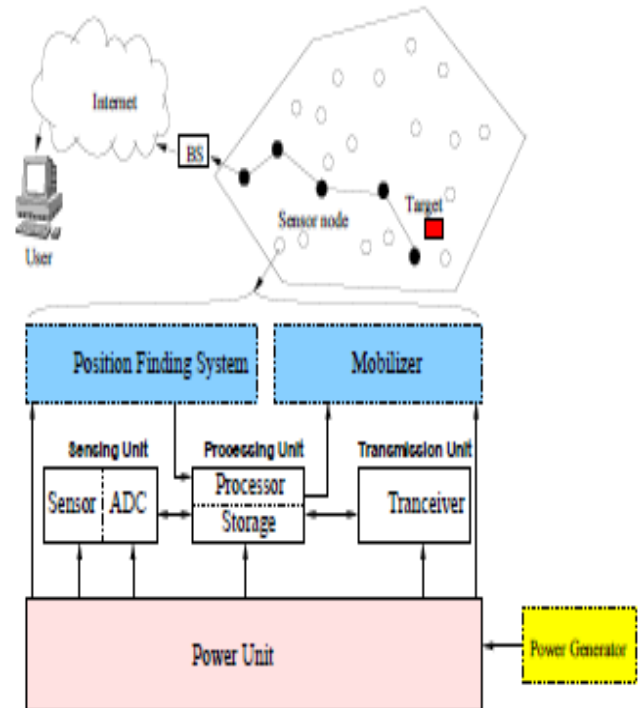 Internet
BS
Target
Sensor node
User
Position Finding System
Mobilizer
Sensing Unit
Processing Unit
Transmission Unit
Sensor
ADC
Processor
Storage
Tranceiver
Power Unit
Power Generator